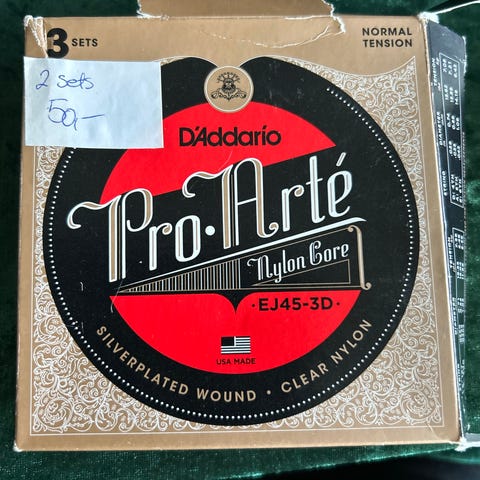 3 SETS
NORMAL
TENSION
2 sets
50,-
D'Addario
Pro·Arté
Nylon Core
·EJ45-3D·
USA MADE
SILVERPLATED WOUND · CLEAR NYLON